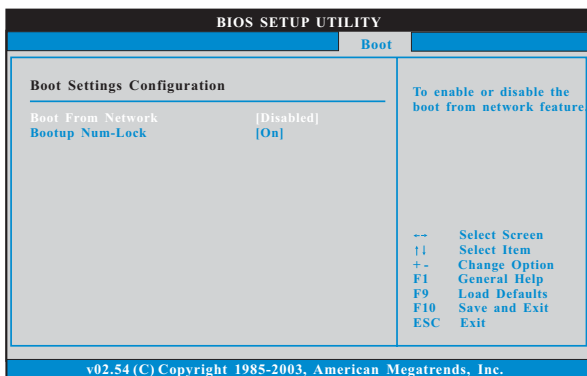 BIOS SETUP UTILITY
Boot
Boot Settings Configuration
Boot From Network [Disabled]
Bootup Num-Lock [On]
To enable or disable the
boot from network feature.
←→ Select Screen
↑↓ Select Item
+ - Change Option
F1 General Help
F9 Load Defaults
F10 Save and Exit
ESC Exit
v02.54 (C) Copyright 1985-2003, American Megatrends, Inc.